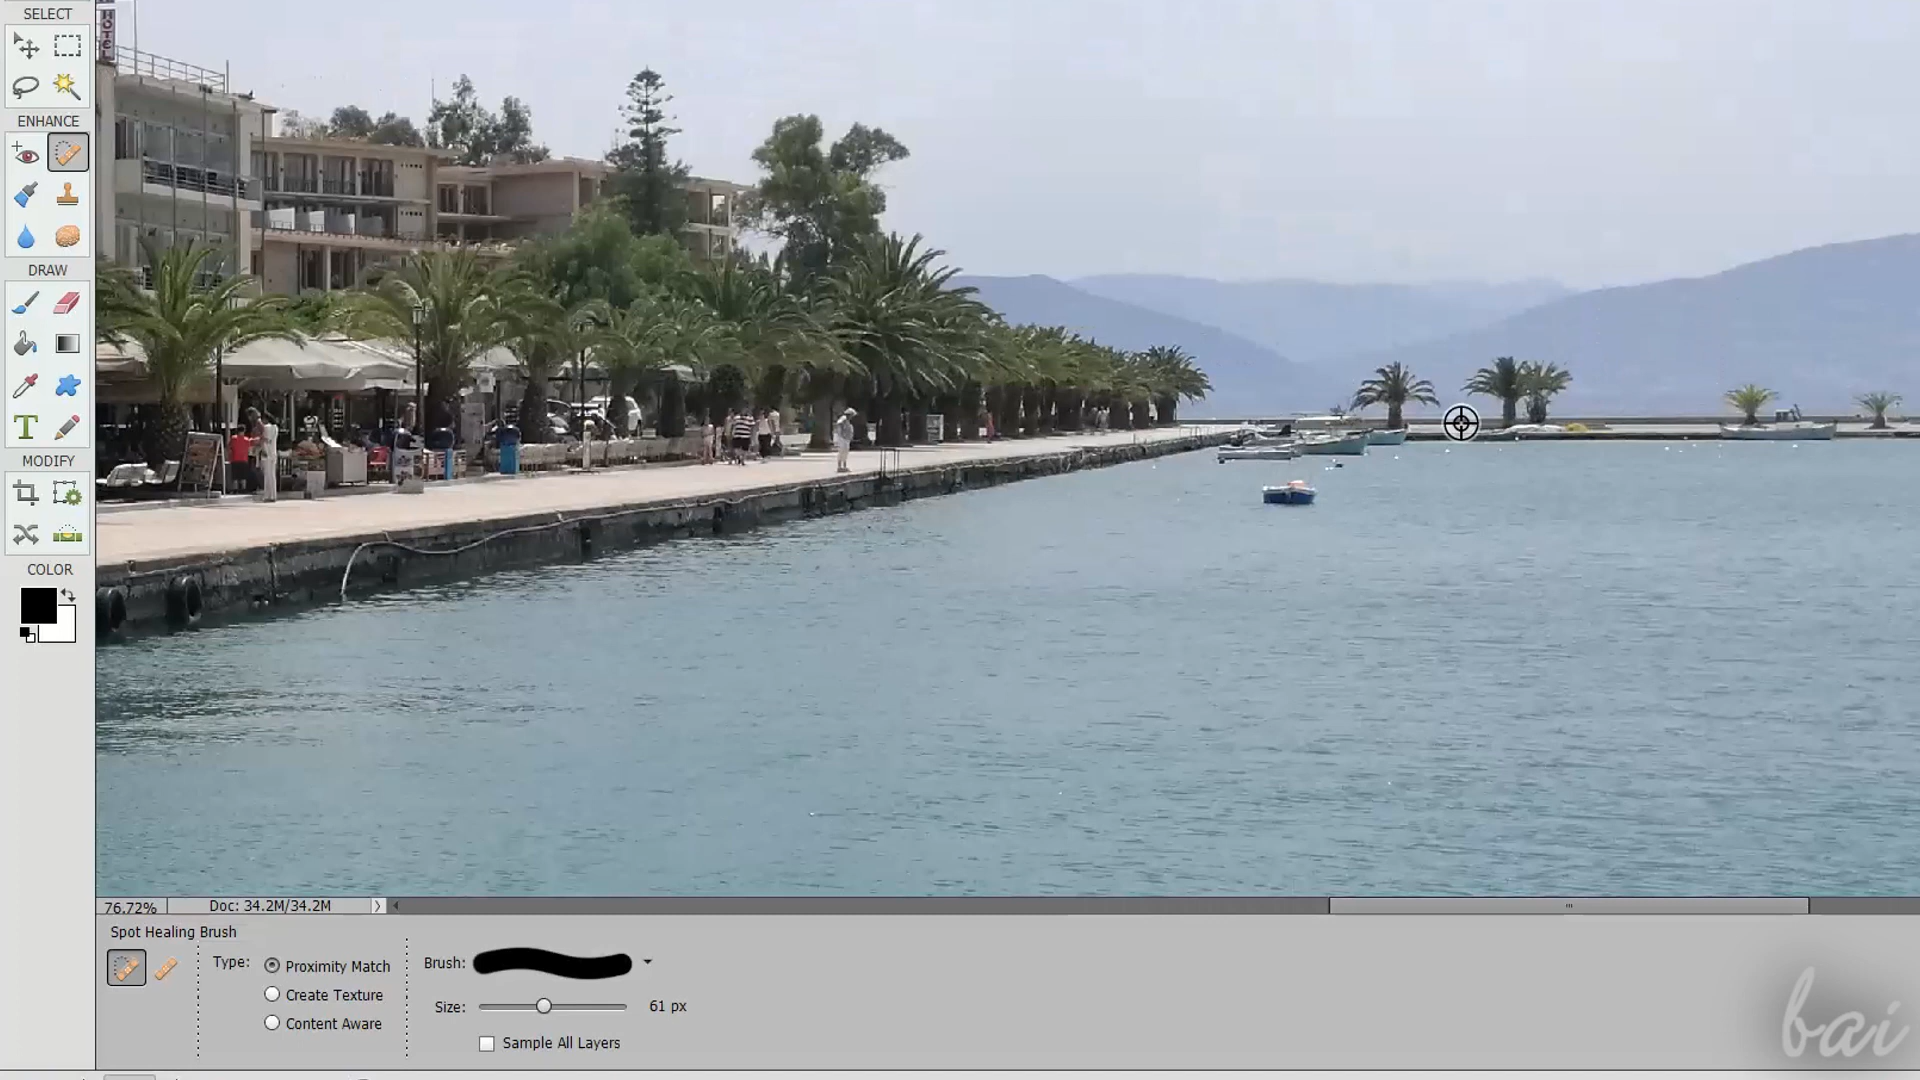 SELECT
HOTEL
ENHANCE
DRAW
T
MODIFY
COLOR
76.72%
Doc: 34.2M/34.2M
Spot Healing Brush
Type:
Proximity Match
Create Texture
Content Aware
Brush:
Size:
61 px
Sample All Layers
bai